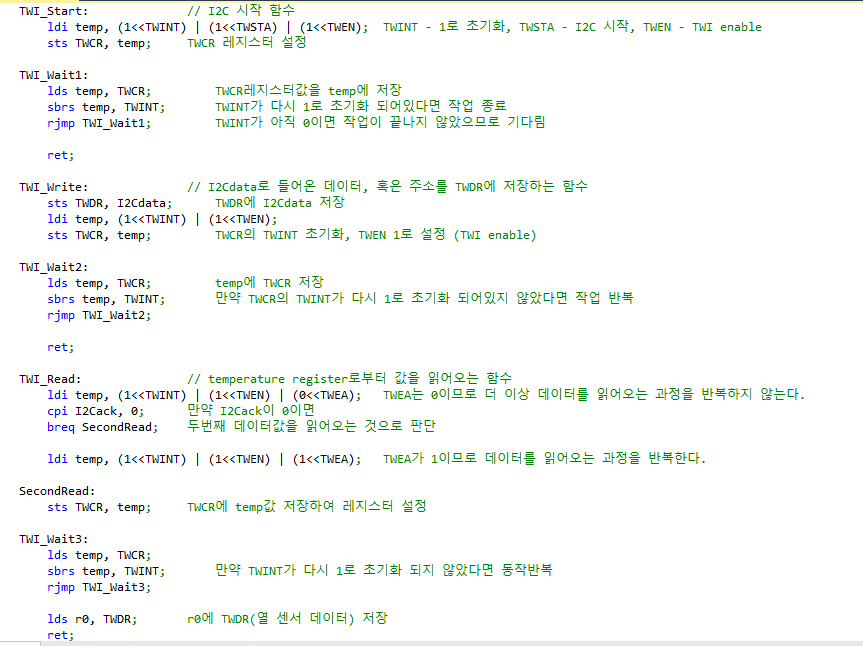 TWI_Start: // I2C 시작 함수
ldi temp, (1<<TWINT) | (1<<TWSTA) | (1<<TWEN); TWINT - 1로 초기화, TWSTA - I2C 시작, TWEN - TWI enable
sts TWCR, temp; TWCR 레지스터 설정
TWI_Wait1:
lds temp, TWCR; TWCR레지스터값을 temp에 저장
sbrs temp, TWINT; TWINT가 다시 1로 초기화 되어있다면 작업 종료
rjmp TWI_Wait1; TWINT가 아직 0이면 작업이 끝나지 않았으므로 기다림
ret;
TWI_Write: // I2Cdata로 들어온 데이터, 혹은 주소를 TWDR에 저장하는 함수
sts TWDR, I2Cdata; TWDR에 I2Cdata 저장
ldi temp, (1<<TWINT) | (1<<TWEN);
sts TWCR, temp; TWCR의 TWINT 초기화, TWEN 1로 설정 (TWI enable)
TWI_Wait2:
lds temp, TWCR; temp에 TWCR 저장
sbrs temp, TWINT; 만약 TWCR의 TWINT가 다시 1로 초기화 되어있지 않았다면 작업 반복
rjmp TWI_Wait2;
ret;
TWI_Read: // temperature register로부터 값을 읽어오는 함수
ldi temp, (1<<TWINT) | (1<<TWEN) | (0<<TWEA); TWEA는 0이므로 더 이상 데이터를 읽어오는 과정을 반복하지 않는다.
cpi I2Cack, 0; 만약 I2Cack이 0이면
breq SecondRead; 두번째 데이터값을 읽어오는 것으로 판단
ldi temp, (1<<TWINT) | (1<<TWEN) | (1<<TWEA); TWEA가 1이므로 데이터를 읽어오는 과정을 반복한다.
SecondRead:
sts TWCR, temp; TWCR에 temp값 저장하여 레지스터 설정
TWI_Wait3:
lds temp, TWCR;
sbrs temp, TWINT; 만약 TWINT가 다시 1로 초기화 되지 않았다면 동작반복
rjmp TWI_Wait3;
lds r0, TWDR; r0에 TWDR(열 센서 데이터) 저장
ret;